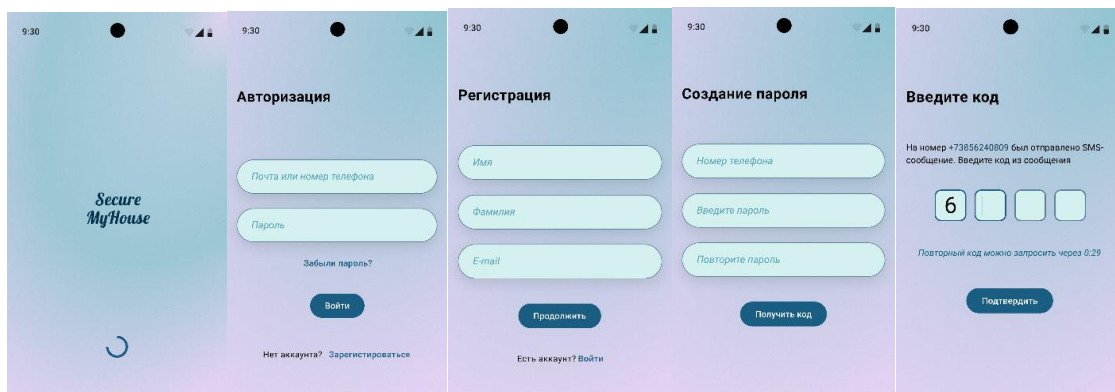 9:30
Secure
MyHouse
9:30
Авторизация
Почта или номер телефона
Пароль
Забыли пароль?
Войти
Нет аккаунта? Зарегистироваться
9:30
Регистрация
Имя
Фамилия
E-mail
Продолжить
Есть аккаунт? Войти
9:30
Создание пароля
Номер телефона
Введите пароль
Повторите пароль
Получить код
9:30
Введите код
На номер +73856240809 был отправлено SMS-
сообщение. Введите код из сообщения
6
Повторный код можно запросить через 0:29
Подтвердить